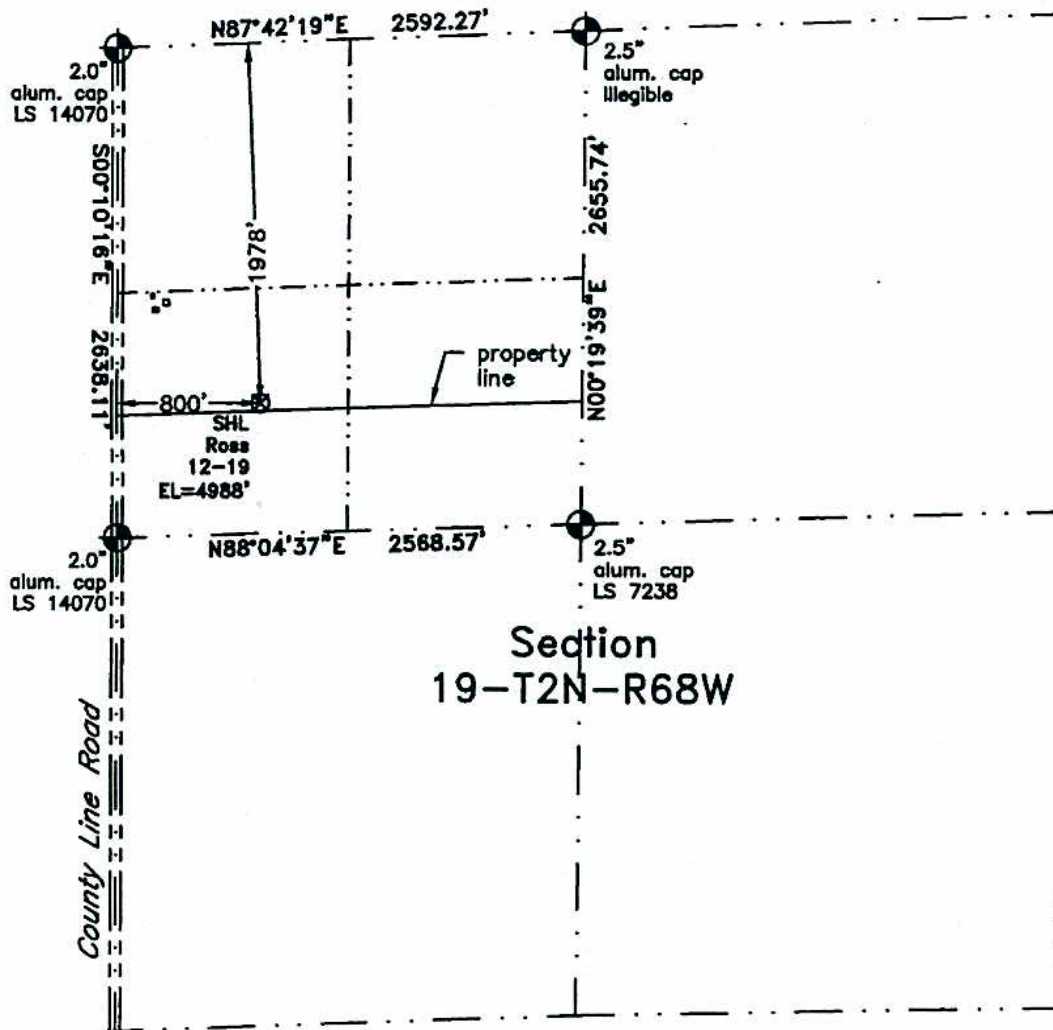 N87°42'19"E 2592.27'
2.0"
alum. cap
LS 14070
2.5"
alum. cap
Illegible
S00°10'16"E 2638.11'
1978'
2655.74'
N00°19'39"E
property
line
800'
SHL
Ross
12-19
EL=4988'
N88°04'37"E 2568.57'
2.0"
alum. cap
LS 14070
2.5"
alum. cap
LS 7238
Section
19-T2N-R68W
County Line Road